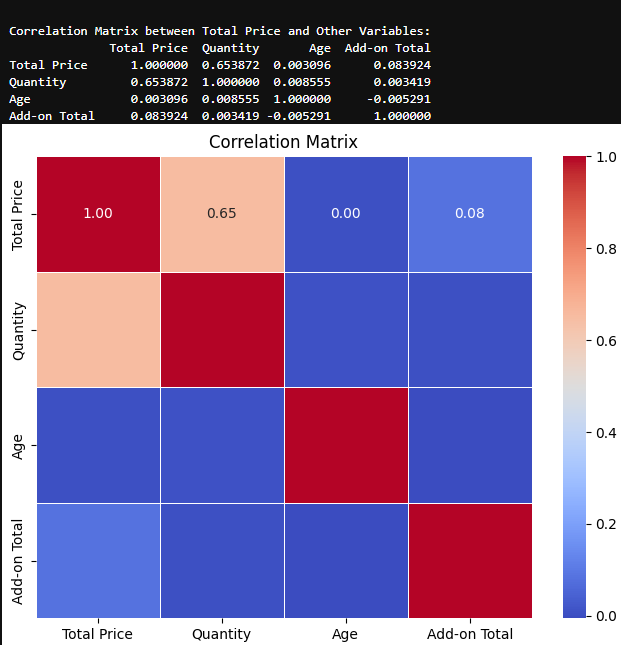 Correlation Matrix between Total Price and Other Variables:
Total Price Quantity Age Add-on Total
Total Price 1.000000 0.653872 0.003096 0.083924
Quantity 0.653872 1.000000 0.008555 0.003419
Age 0.003096 0.008555 1.000000 -0.005291
Add-on Total 0.083924 0.003419 -0.005291 1.000000
Correlation Matrix
Total Price
1.00 0.65 0.00 0.08
Quantity
Age
Add-on Total
Total Price Quantity Age Add-on Total
1.0
0.8
0.6
0.4
0.2
0.0